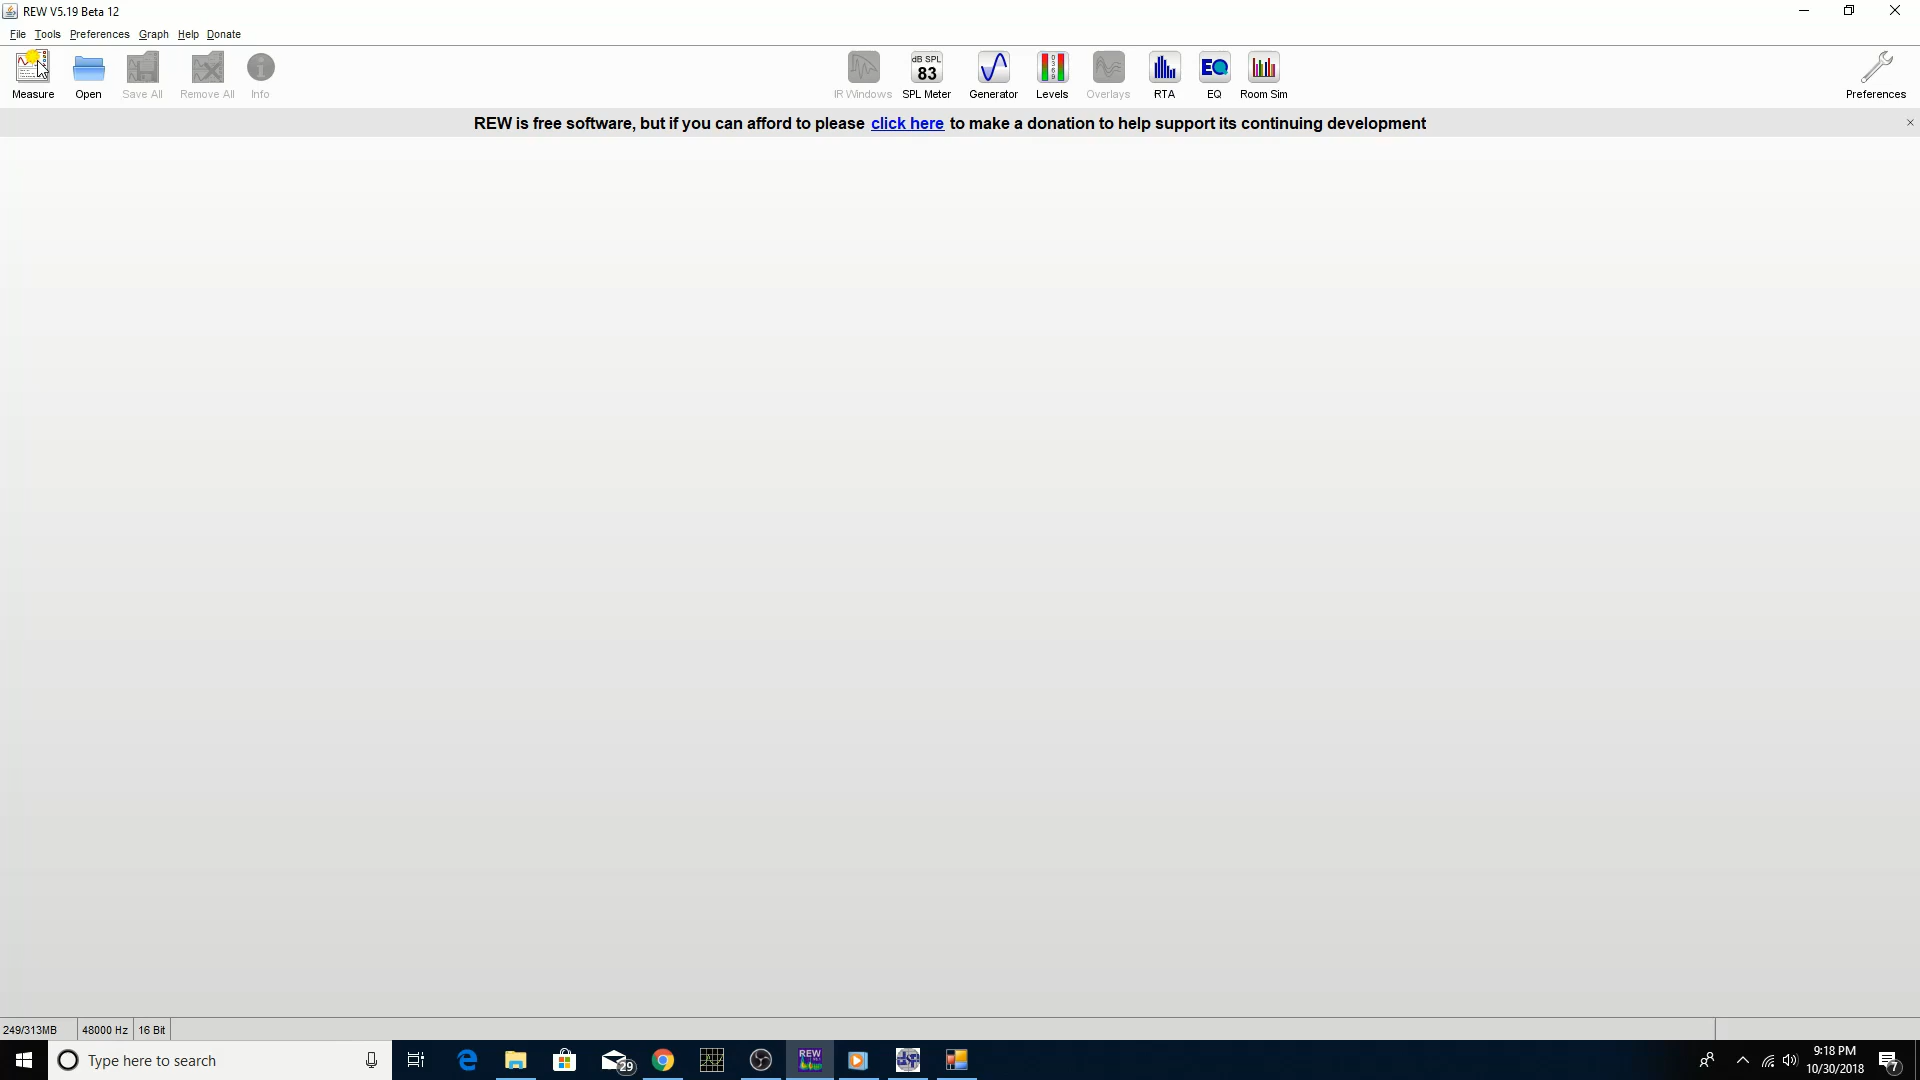 REW V5.19 Beta 12
File Tools Preferences Graph Help Donate
dB SPL
83
0369
EQ
Measure Open Save All Remove All Info IR Windows SPL Meter Generator Levels Overlays RTA EQ Room Sim Preferences
REW is free software, but if you can afford to please click here to make a donation to help support its continuing development
×
249/313MB 48000 Hz 16 Bit
Type here to search
29
REW
9:18 PM
10/30/2018
7